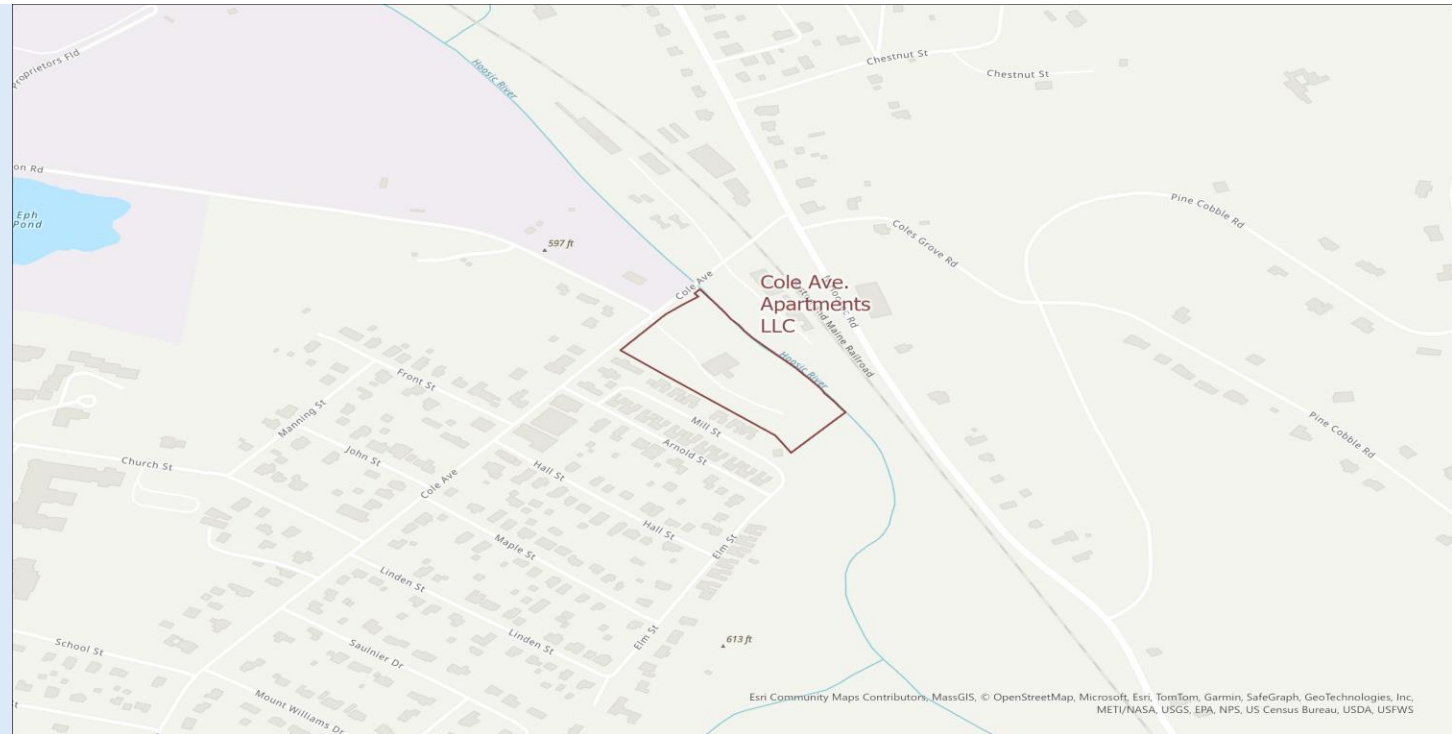 Proprietors Fld
Hoosic River
Chestnut St
Chestnut St
on Rd
Eph
Pond
597 ft
Pine Cobble Rd
Coles Grove Rd
Cole Ave
Cole Ave.
Apartments
LLC
Rd
and Maine Railroad
Hoosic River
Front St
Manning St
Mill St
Arnold St
Pine Cobble Rd
Church St
John St
Cole Ave
Hall St
Hall St
Maple St
Elm St
Linden St
Linden St
Elm St
613 ft
School St
Saulnier Dr
Mount Williams Dr
Esri Community Maps Contributors, MassGIS, © OpenStreetMap, Microsoft, Esri, TomTom, Garmin, SafeGraph, GeoTechnologies, Inc,
METI/NASA, USGS, EPA, NPS, US Census Bureau, USDA, USFWS